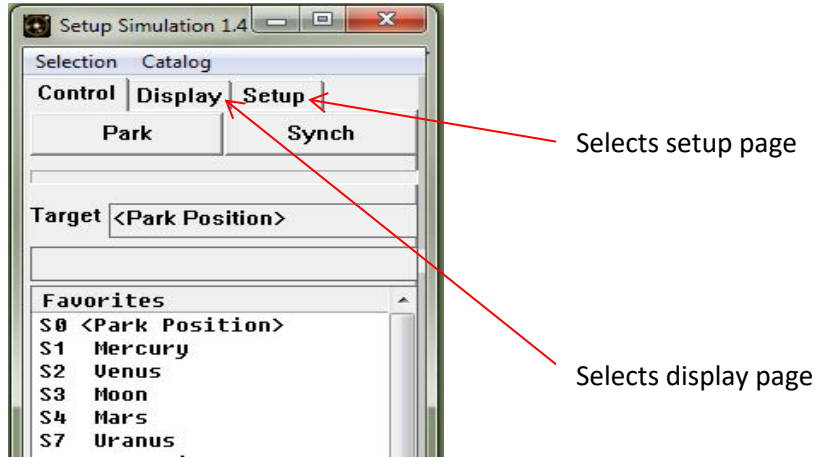 Setup Simulation 1.4
Selection Catalog
Control Display Setup
Park Synch
Selects setup page
Target <Park Position>
Favorites
S0 <Park Position>
S1 Mercury
S2 Venus
S3 Moon
Selects display page
S4 Mars
S7 Uranus